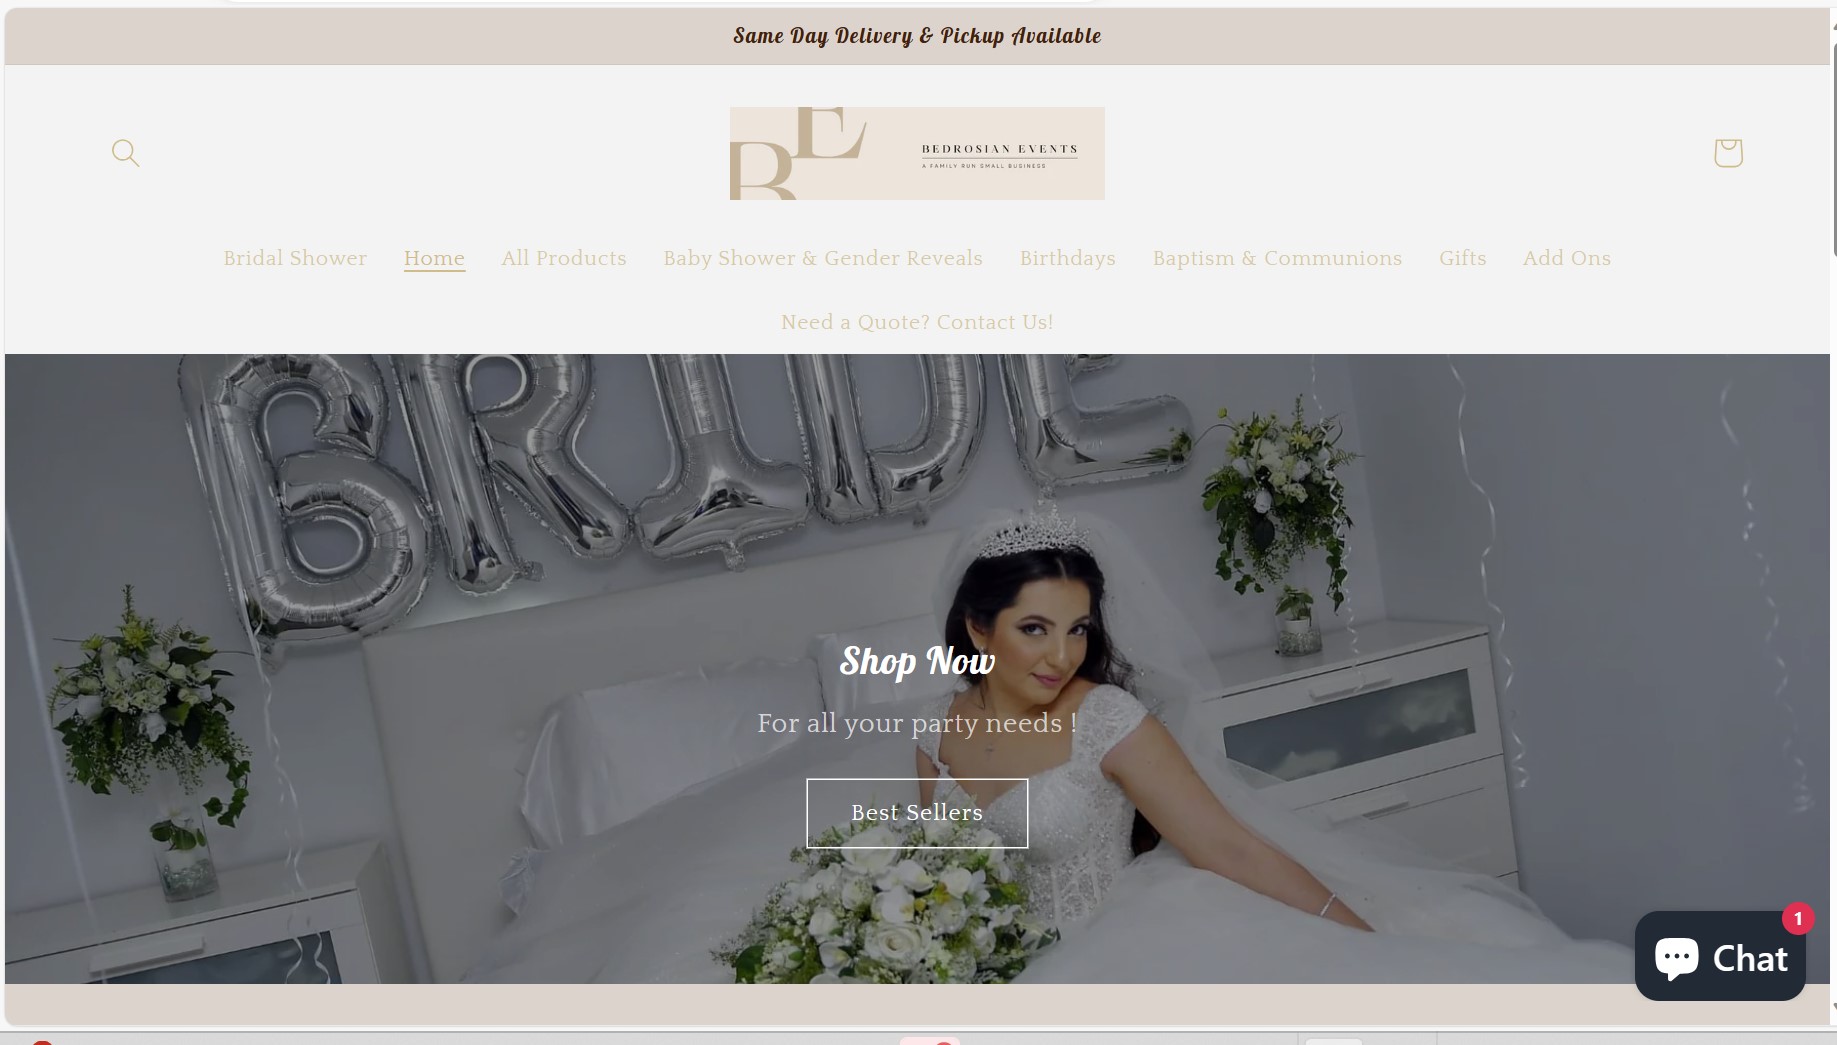 Same Day Delivery & Pickup Available
BE
BEDROSIAN EVENTS
A FAMILY RUN SMALL BUSINESS
Bridal Shower Home All Products Baby Shower & Gender Reveals Birthdays Baptism & Communions Gifts Add Ons
Need a Quote? Contact Us!
BRIDE
Shop Now
For all your party needs !
Best Sellers
1
Chat